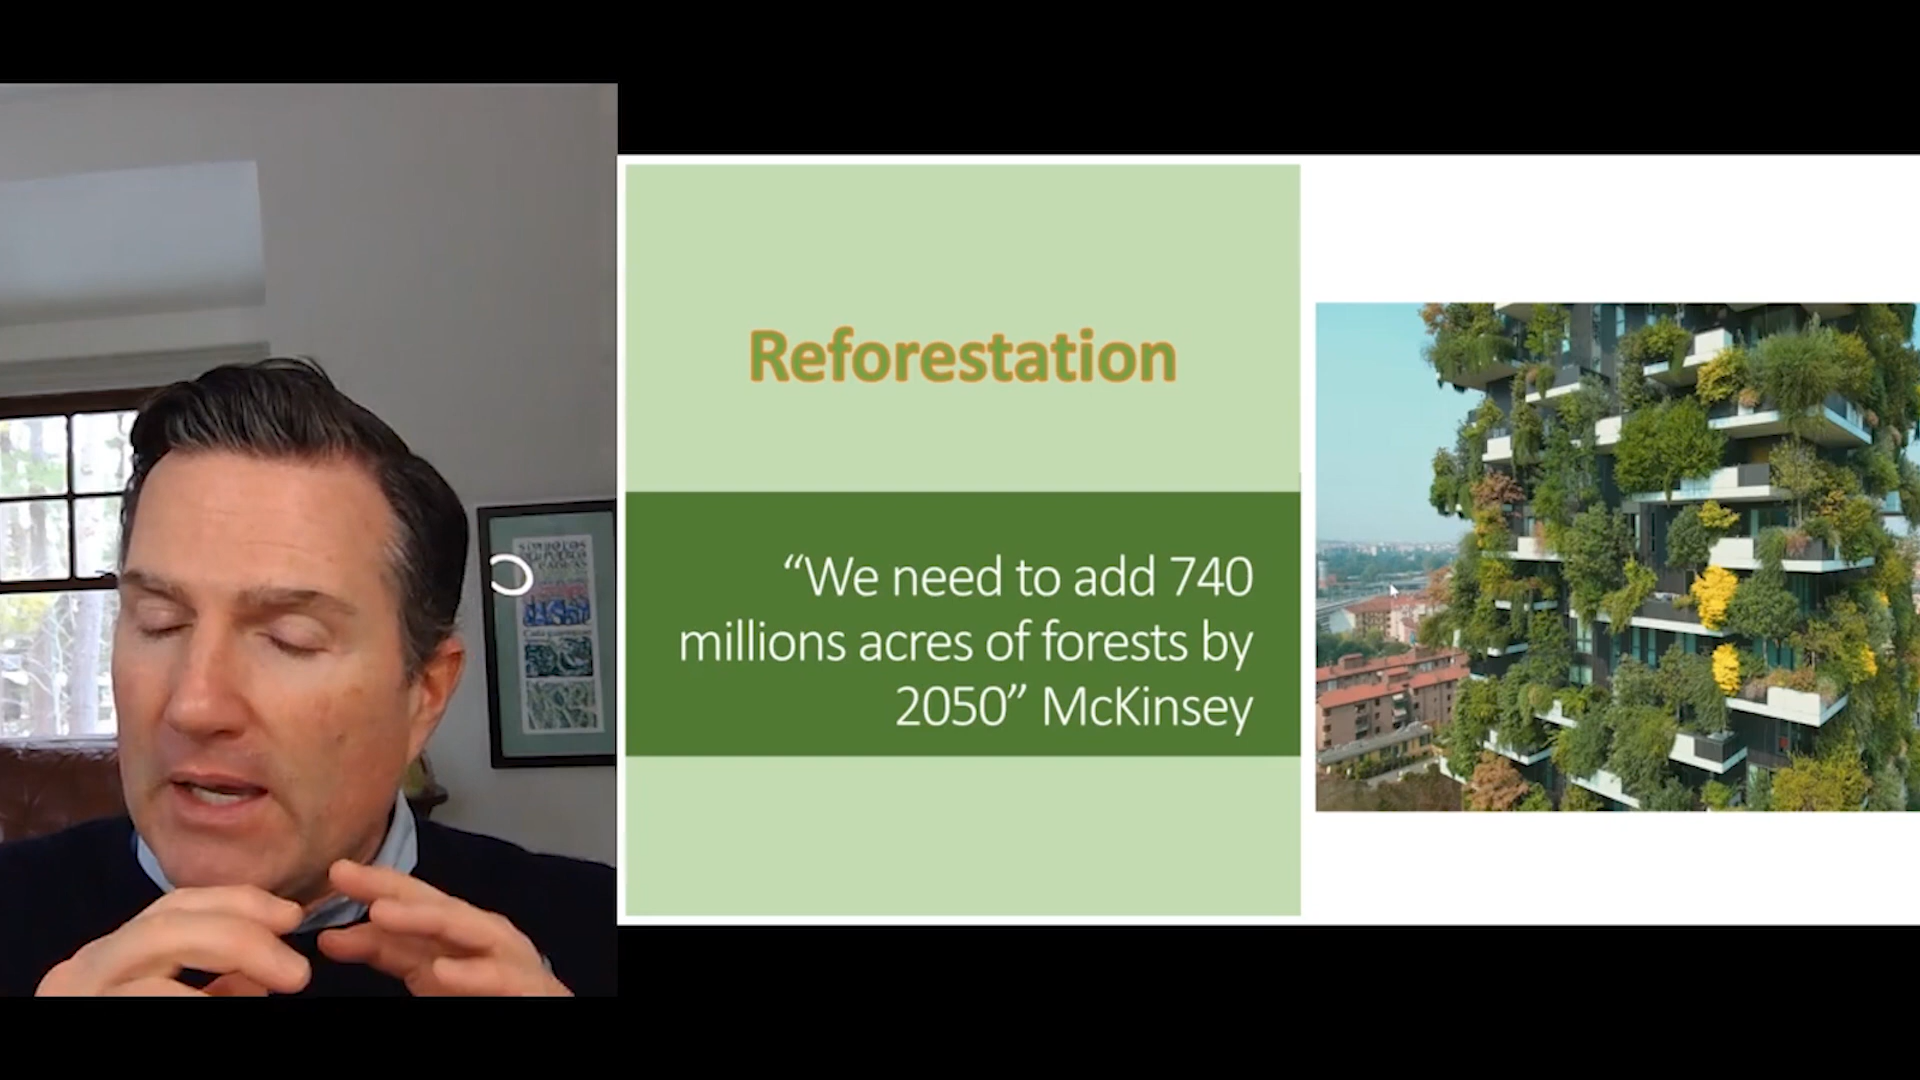 Reforestation
“We need to add 740
millions acres of forests by
2050” McKinsey